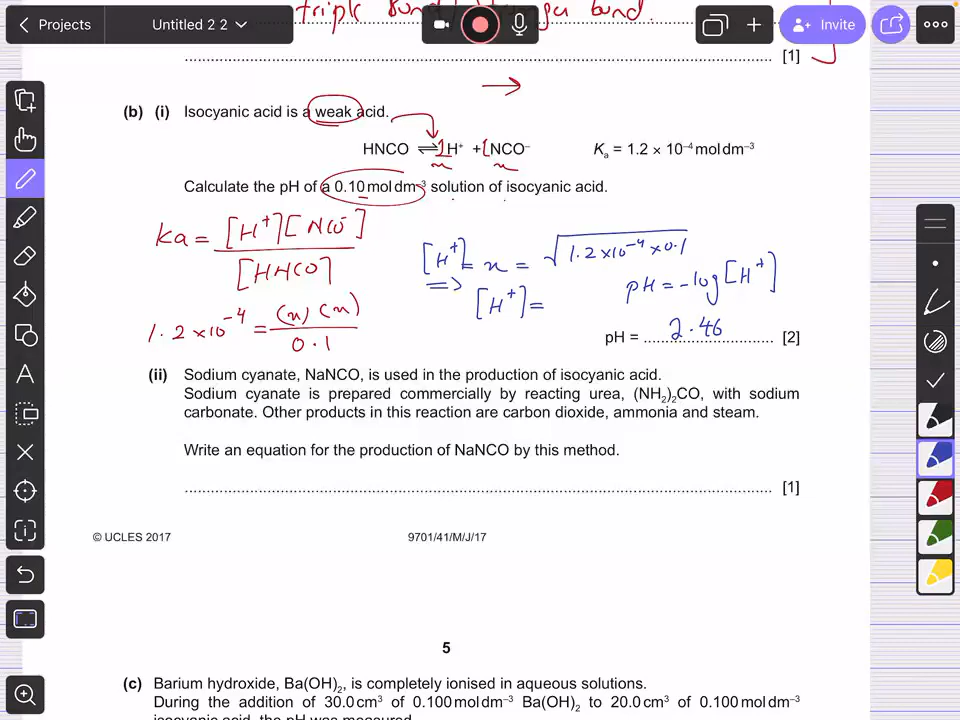 Projects
Untitled 2 2
Invite
triple Bond
bond.
[1]
(b) (i) Isocyanic acid is a weak acid.
HNCO ⇌ H⁺ + NCO⁻ Kₐ = 1.2 × 10⁻⁴ mol dm⁻³
x x
Calculate the pH of a 0.10 mol dm⁻³ solution of isocyanic acid.
Ka = [H⁺][NCO⁻] / [HNCO]
1.2 × 10⁻⁴ = (x) (x) / 0.1
[H⁺] = x = √1.2 × 10⁻⁴ × 0.1
⇒ [H⁺] =
pH = -log [H⁺]
pH = 2.46 [2]
(ii) Sodium cyanate, NaNCO, is used in the production of isocyanic acid.
Sodium cyanate is prepared commercially by reacting urea, (NH₂)₂CO, with sodium
carbonate. Other products in this reaction are carbon dioxide, ammonia and steam.
Write an equation for the production of NaNCO by this method.
[1]
© UCLES 2017 9701/41/M/J/17
5
(c) Barium hydroxide, Ba(OH)₂, is completely ionised in aqueous solutions.
During the addition of 30.0 cm³ of 0.100 mol dm⁻³ Ba(OH)₂ to 20.0 cm³ of 0.100 mol dm⁻³
isocyanic acid, the pH was measured.